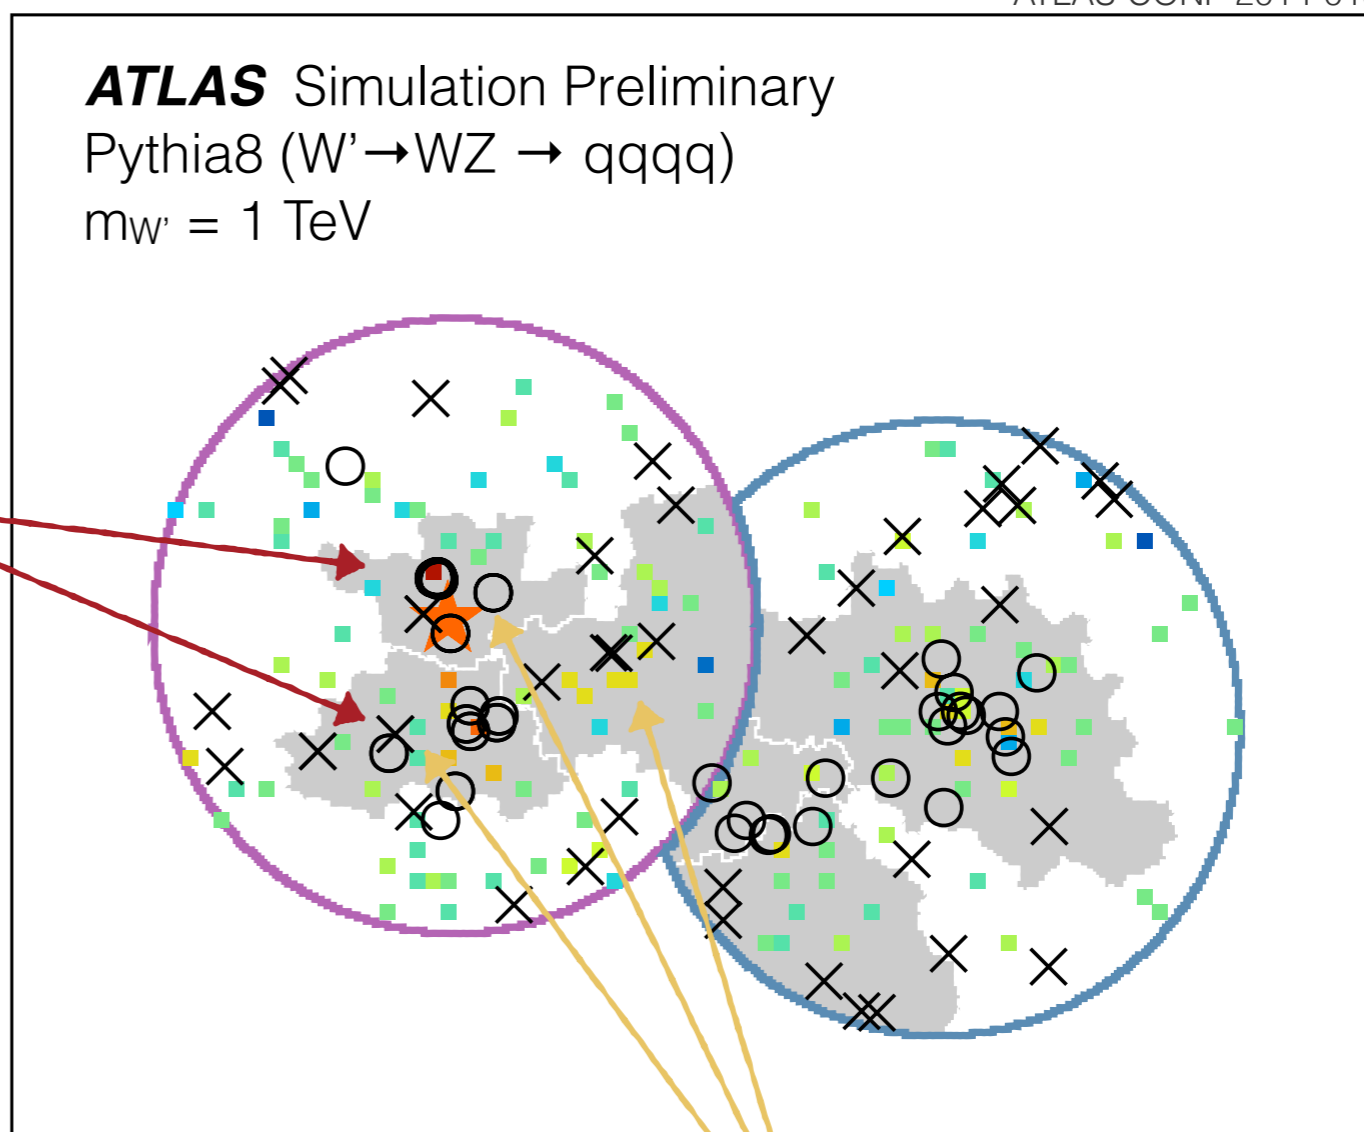 ATLAS Simulation Preliminary
Pythia8 (W'→WZ → qqqq)
mW' = 1 TeV